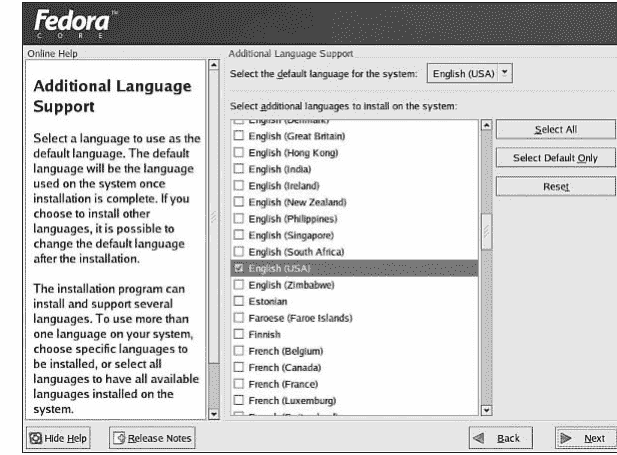 Fedora™
CORE
Online Help
Additional Language
Support
Select a language to use as the
default language. The default
language will be the language
used on the system once
installation is complete. If you
choose to install other
languages, it is possible to
change the default language
after the installation.
The installation program can
install and support several
languages. To use more than
one language on your system,
choose specific languages to
be installed, or select all
languages to have all available
languages installed on the
system.
Additional Language Support
Select the default language for the system: English (USA)
Select additional languages to install on the system:
English (Denmark)
English (Great Britain)
English (Hong Kong)
English (India)
English (Ireland)
English (New Zealand)
English (Philippines)
English (Singapore)
English (South Africa)
English (USA)
English (Zimbabwe)
Estonian
Faroese (Faroe Islands)
Finnish
French (Belgium)
French (Canada)
French (France)
French (Luxemburg)
Select All
Select Default Only
Reset
Hide Help
Release Notes
Back
Next